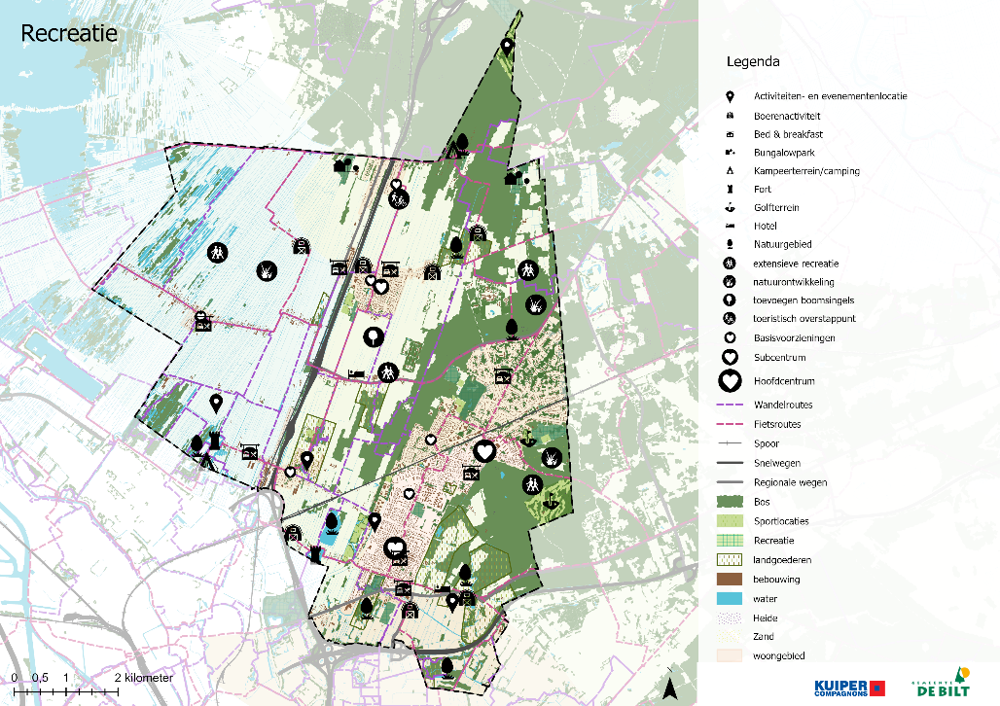 Recreatie
Legenda
Activiteiten- en evenementenlocatie
Boerenactiviteit
Bed & breakfast
Bungalowpark
Kampeerterrein/camping
Fort
Golfterrein
Hotel
Natuurgebied
extensieve recreatie
natuurontwikkeling
toevoegen boomsingels
toeristisch overstappunt
Basisvoorzieningen
Subcentrum
Hoofdcentrum
Wandelroutes
Fietsroutes
Spoor
Snelwegen
Regionale wegen
Bos
Sportlocaties
Recreatie
landgoederen
bebouwing
water
Heide
Zand
woongebied
0 0,5 1 2 kilometer
KUIPER
COMPAGNONS
GEMEENTE
DE BILT